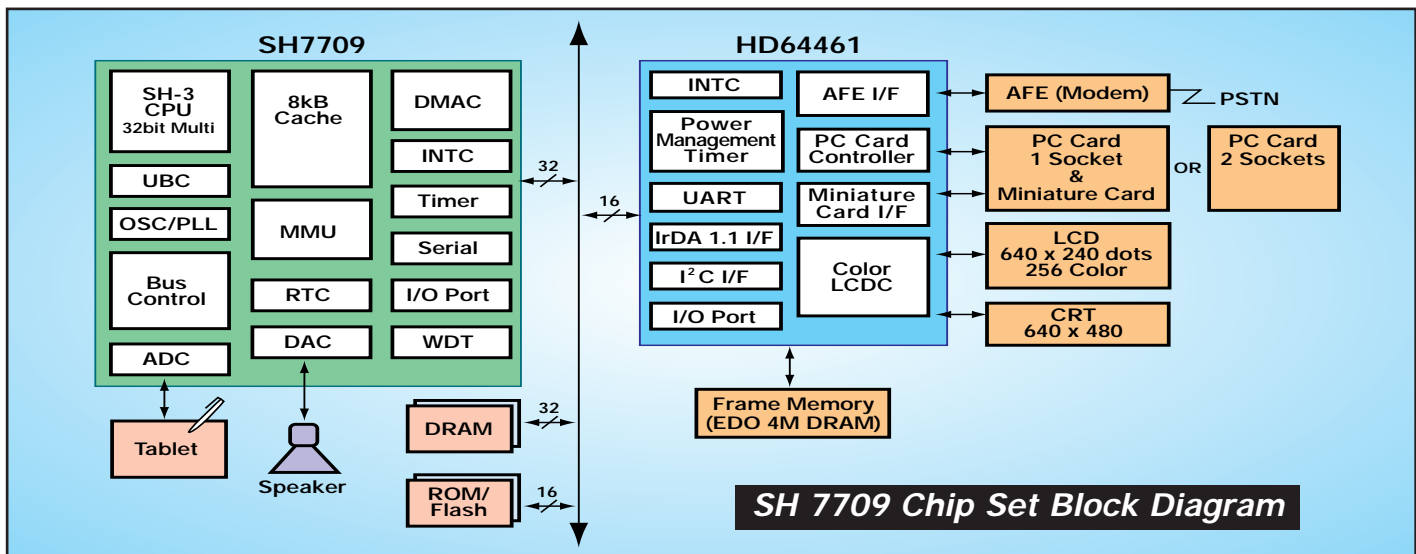 SH7709
SH-3
CPU
32bit Multi
UBC
OSC/PLL
Bus
Control
ADC
8kB
Cache
MMU
RTC
DAC
DMAC
INTC
Timer
Serial
I/O Port
WDT
32
16
Tablet
Speaker
DRAM
32
ROM/
Flash
16
HD64461
INTC
Power
Management
Timer
UART
IrDA 1.1 I/F
I²C I/F
I/O Port
AFE I/F
PC Card
Controller
Miniature
Card I/F
Color
LCDC
AFE (Modem)
PSTN
PC Card
1 Socket
&
Miniature Card
OR
PC Card
2 Sockets
LCD
640 x 240 dots
256 Color
CRT
640 x 480
Frame Memory
(EDO 4M DRAM)
SH 7709 Chip Set Block Diagram